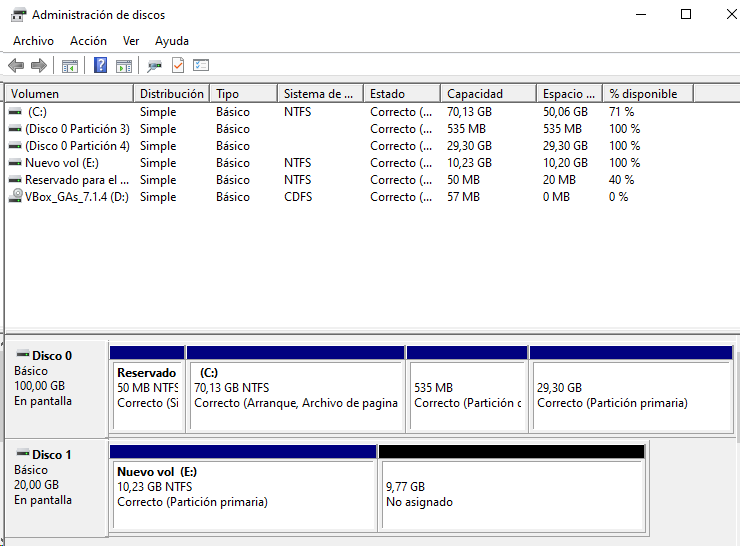 Administración de discos
Archivo Acción Ver Ayuda
Volumen Distribución Tipo Sistema de ... Estado Capacidad Espacio ... % disponible
(C:) Simple Básico NTFS Correcto (... 70,13 GB 50,06 GB 71 %
(Disco 0 Partición 3) Simple Básico Correcto (... 535 MB 535 MB 100 %
(Disco 0 Partición 4) Simple Básico Correcto (... 29,30 GB 29,30 GB 100 %
Nuevo vol (E:) Simple Básico NTFS Correcto (... 10,23 GB 10,20 GB 100 %
Reservado para el ... Simple Básico NTFS Correcto (... 50 MB 20 MB 40 %
VBox_GAs_7.1.4 (D:) Simple Básico CDFS Correcto (... 57 MB 0 MB 0 %
Disco 0
Básico
100,00 GB
En pantalla
Reservado
50 MB NTFS
Correcto (Si
(C:)
70,13 GB NTFS
Correcto (Arranque, Archivo de pagina
535 MB
Correcto (Partición d
29,30 GB
Correcto (Partición primaria)
Disco 1
Básico
20,00 GB
En pantalla
Nuevo vol (E:)
10,23 GB NTFS
Correcto (Partición primaria)
9,77 GB
No asignado